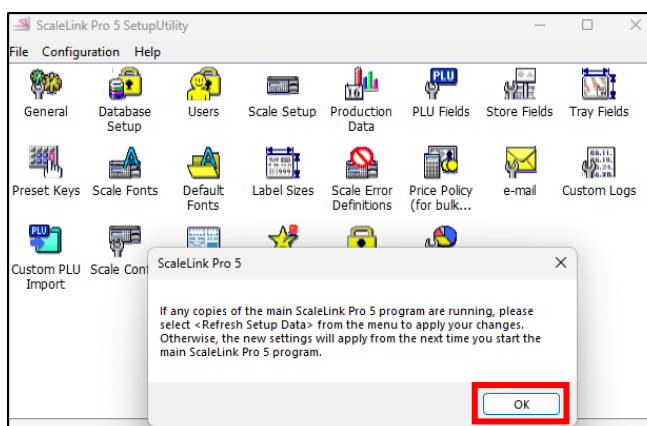 ScaleLink Pro 5 SetupUtility
File Configuration Help
General
Database
Setup
Users
Scale Setup
Production
Data
PLU Fields
Store Fields
Tray Fields
Preset Keys
Scale Fonts
Default
Fonts
Label Sizes
Scale Error
Definitions
Price Policy
(for bulk...
e-mail
Custom Logs
Custom PLU
Import
Scale Conf
ScaleLink Pro 5
If any copies of the main ScaleLink Pro 5 program are running, please
select <Refresh Setup Data> from the menu to apply your changes.
Otherwise, the new settings will apply from the next time you start the
main ScaleLink Pro 5 program.
OK